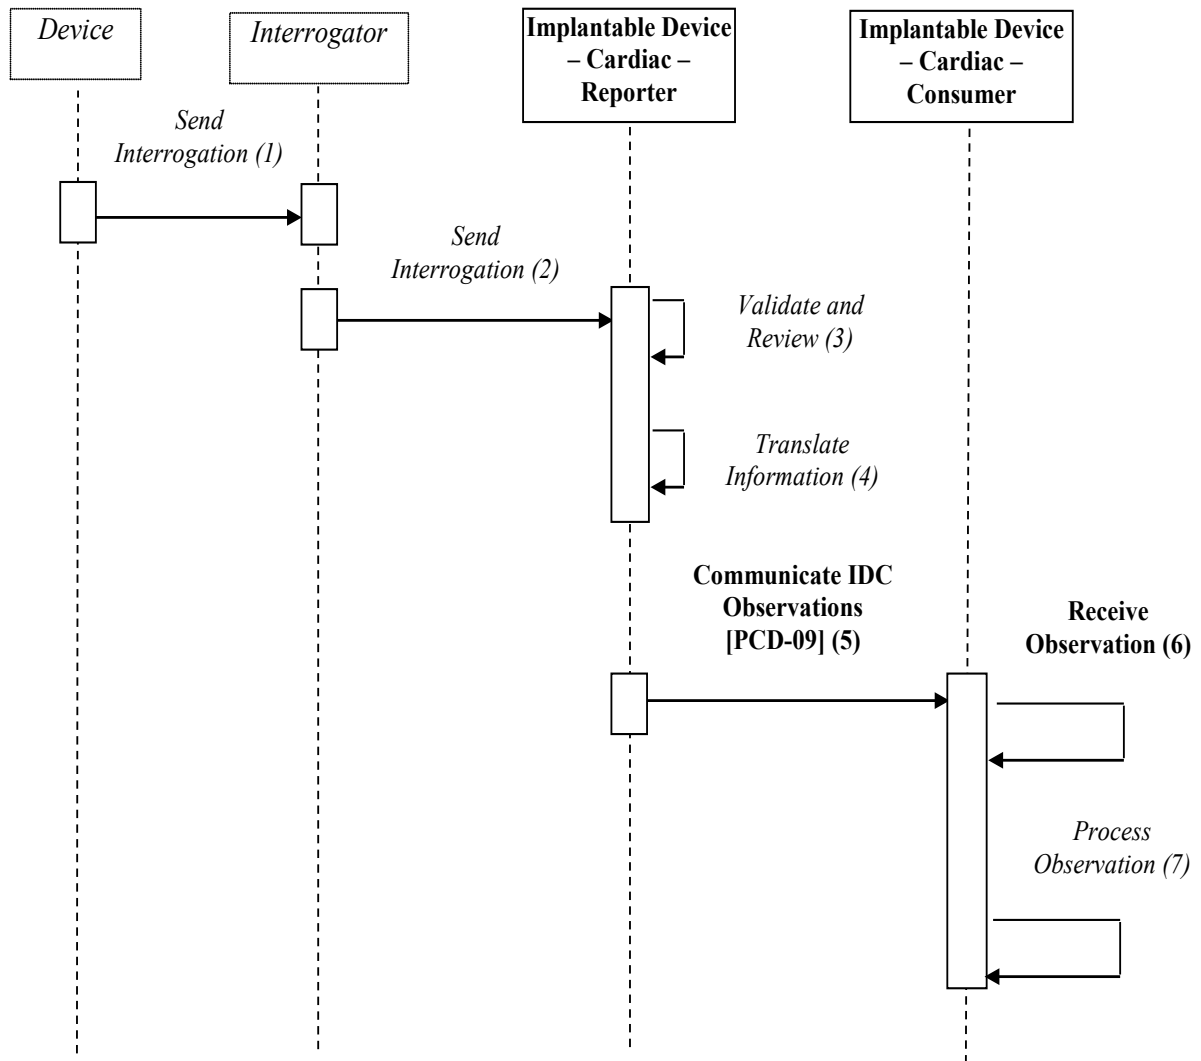 Device
Interrogator
Implantable Device
– Cardiac –
Reporter
Implantable Device
– Cardiac –
Consumer
Send
Interrogation (1)
Send
Interrogation (2)
Validate and
Review (3)
Translate
Information (4)
Communicate IDC
Observations
[PCD-09] (5)
Receive
Observation (6)
Process
Observation (7)